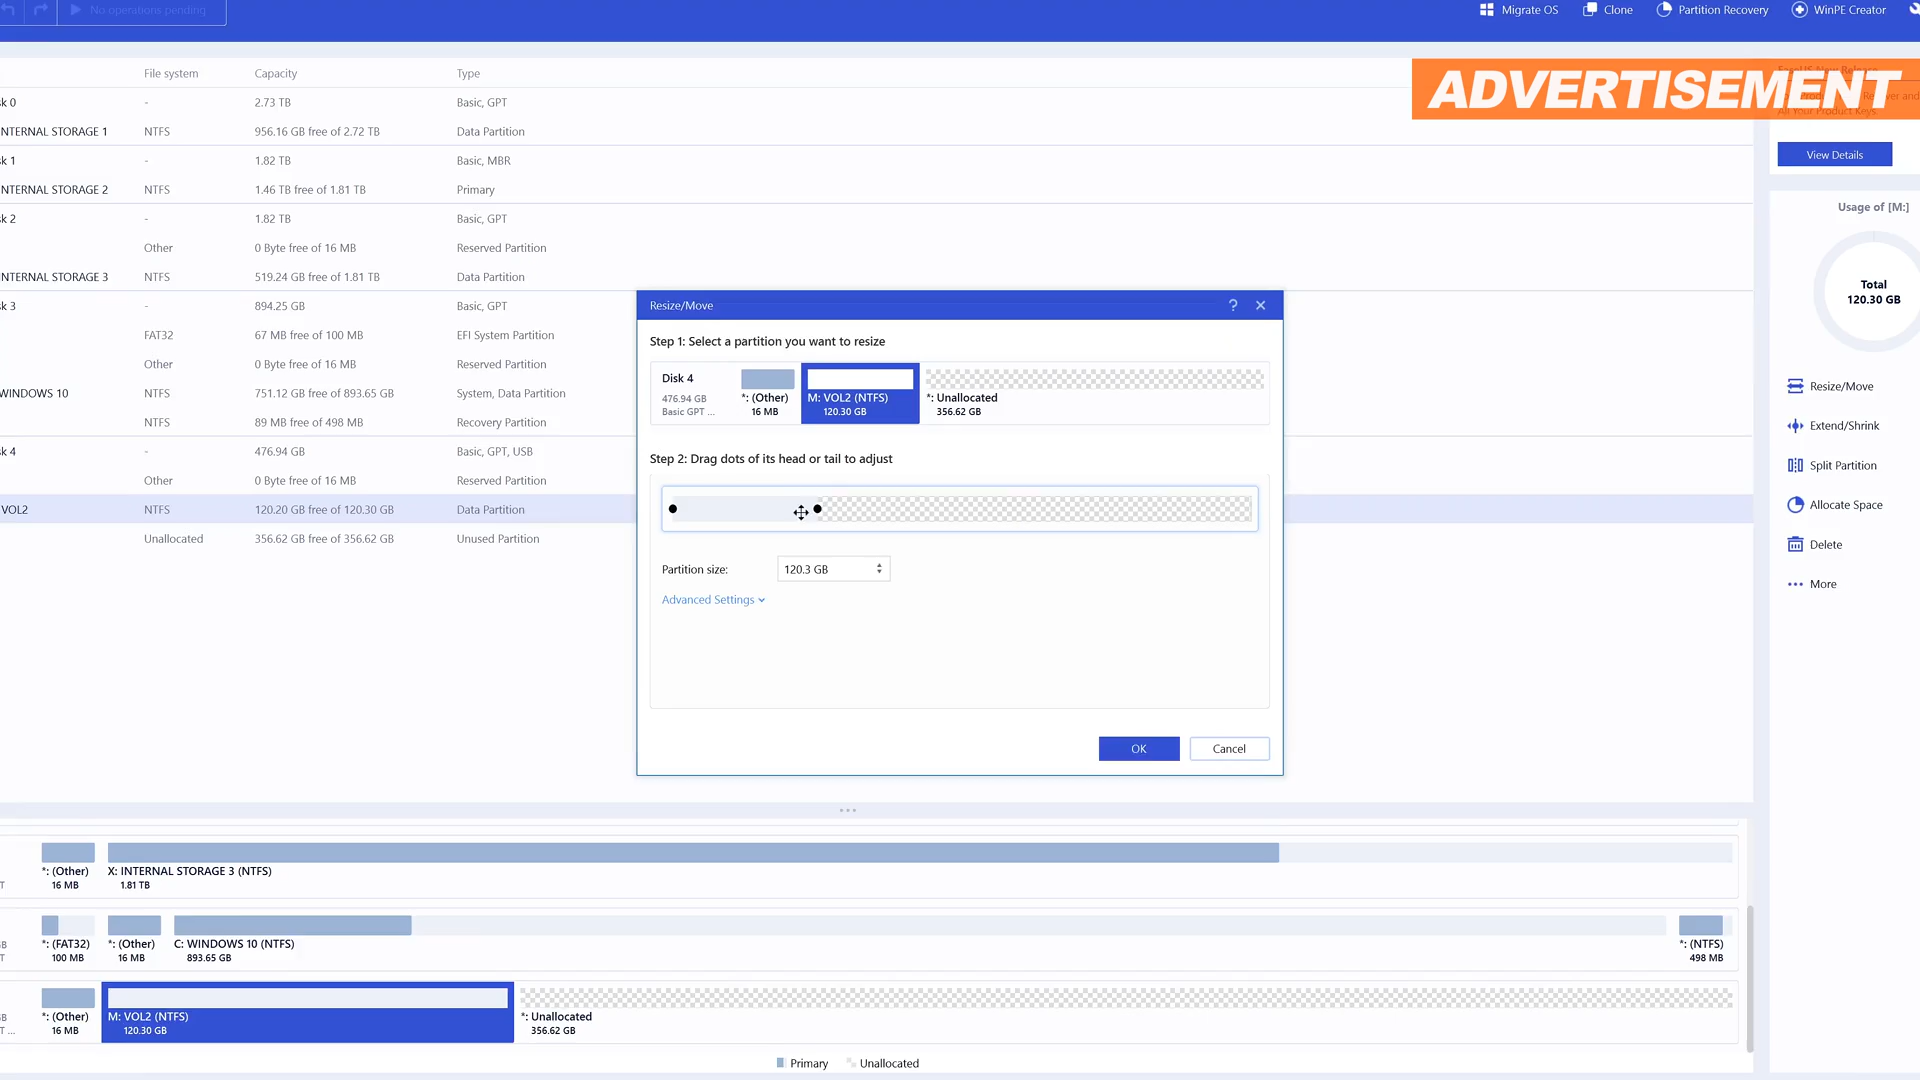 No operations pending
Migrate OS
Clone
Partition Recovery
WinPE Creator
File system Capacity Type
sk 0 - 2.73 TB Basic, GPT
NTERNAL STORAGE 1 NTFS 956.16 GB free of 2.72 TB Data Partition
sk 1 - 1.82 TB Basic, MBR
NTERNAL STORAGE 2 NTFS 1.46 TB free of 1.81 TB Primary
sk 2 - 1.82 TB Basic, GPT
Other 0 Byte free of 16 MB Reserved Partition
NTERNAL STORAGE 3 NTFS 519.24 GB free of 1.81 TB Data Partition
sk 3 - 894.25 GB Basic, GPT
FAT32 67 MB free of 100 MB EFI System Partition
Other 0 Byte free of 16 MB Reserved Partition
WINDOWS 10 NTFS 751.12 GB free of 893.65 GB System, Data Partition
NTFS 89 MB free of 498 MB Recovery Partition
sk 4 - 476.94 GB Basic, GPT, USB
Other 0 Byte free of 16 MB Reserved Partition
VOL2 NTFS 120.20 GB free of 120.30 GB Data Partition
Unallocated 356.62 GB free of 356.62 GB Unused Partition
ADVERTISEMENT
All Your Product Keys
View Details
Usage of [M:]
Total
120.30 GB
Resize/Move
Extend/Shrink
Split Partition
Allocate Space
Delete
More
Resize/Move ?
Step 1: Select a partition you want to resize
Disk 4
476.94 GB
Basic GPT ...
*: (Other)
16 MB
M: VOL2 (NTFS)
120.30 GB
*: Unallocated
356.62 GB
Step 2: Drag dots of its head or tail to adjust
Partition size: 120.3 GB
Advanced Settings
OK Cancel
*: (Other)
16 MB
X: INTERNAL STORAGE 3 (NTFS)
1.81 TB
*: (FAT32)
100 MB
*: (Other)
16 MB
C: WINDOWS 10 (NTFS)
893.65 GB
*: (NTFS)
498 MB
*: (Other)
16 MB
M: VOL2 (NTFS)
120.30 GB
*: Unallocated
356.62 GB
Primary Unallocated